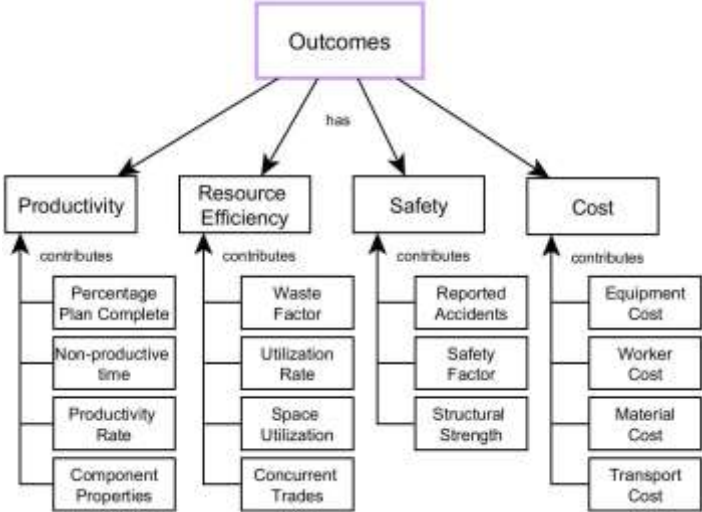 Outcomes
has
Productivity
Resource
Efficiency
Safety
Cost
contributes
contributes
contributes
contributes
Percentage
Plan Complete
Waste
Factor
Reported
Accidents
Equipment
Cost
Non-productive
time
Utilization
Rate
Safety
Factor
Worker
Cost
Productivity
Rate
Space
Utilization
Structural
Strength
Material
Cost
Component
Properties
Concurrent
Trades
Transport
Cost